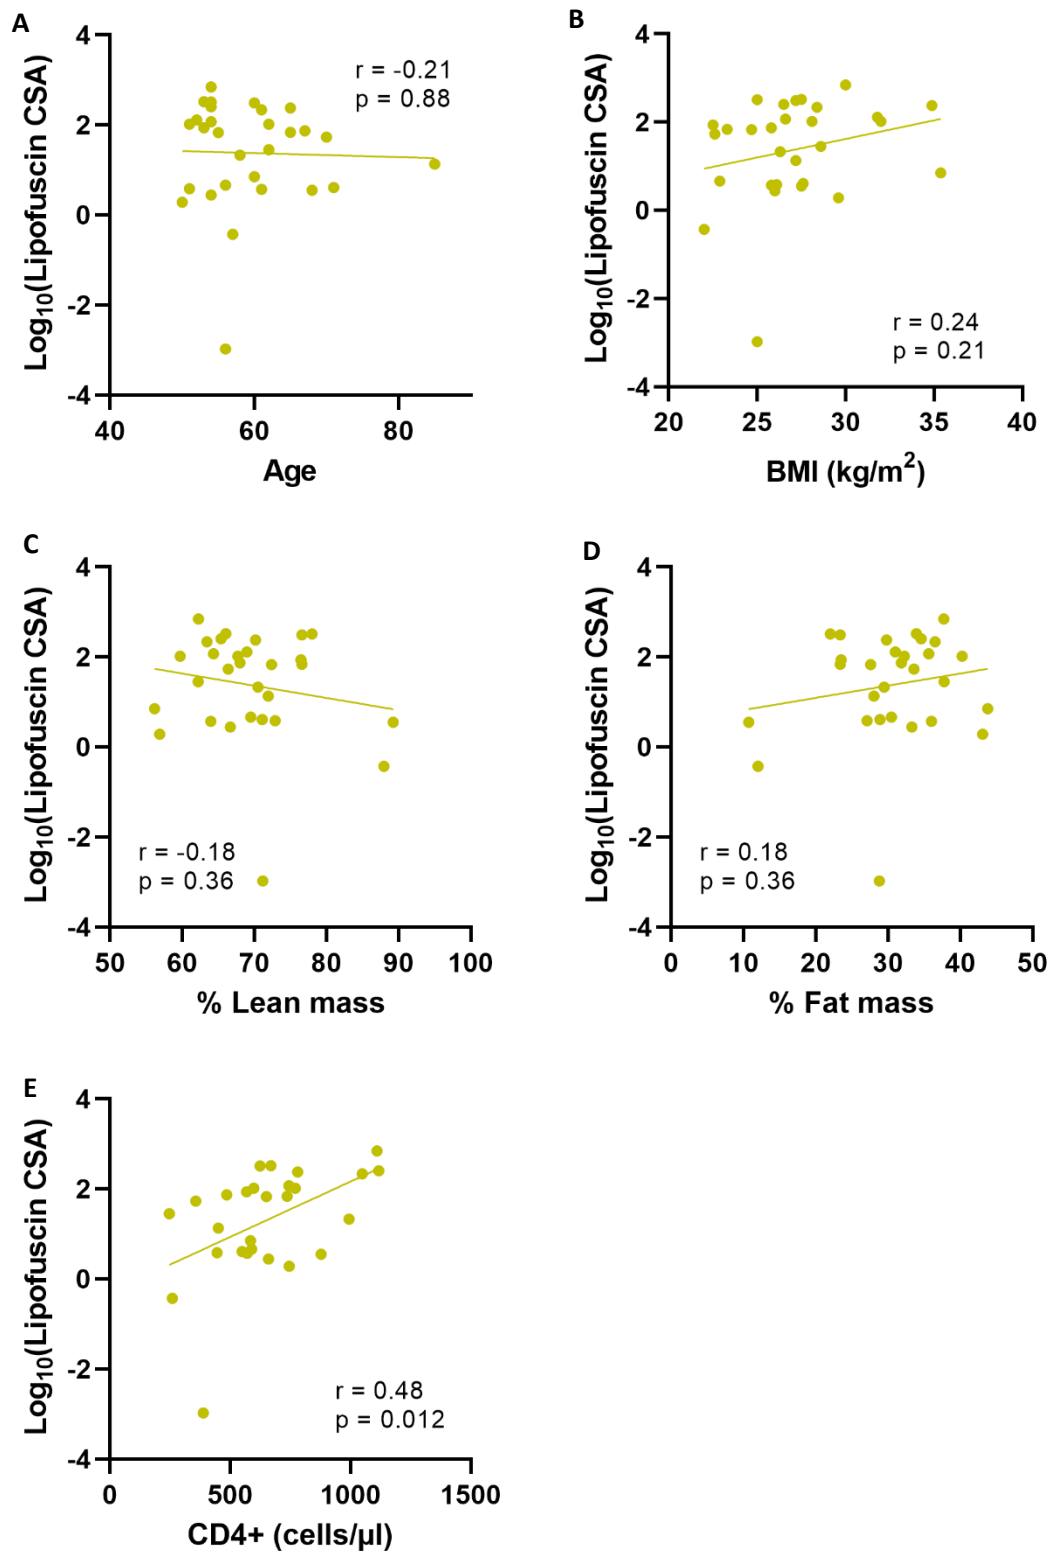 A
Log10(Lipofuscin CSA)
4
2
0
-2
-4
r = -0.21
p = 0.88
40 60 80
Age
B
Log10(Lipofuscin CSA)
4
2
0
-2
-4
r = 0.24
p = 0.21
20 25 30 35 40
BMI (kg/m2)
C
Log10(Lipofuscin CSA)
4
2
0
-2
-4
r = -0.18
p = 0.36
50 60 70 80 90 100
% Lean mass
D
Log10(Lipofuscin CSA)
4
2
0
-2
-4
r = 0.18
p = 0.36
0 10 20 30 40 50
% Fat mass
E
Log10(Lipofuscin CSA)
4
2
0
-2
-4
r = 0.48
p = 0.012
0 500 1000 1500
CD4+ (cells/µl)